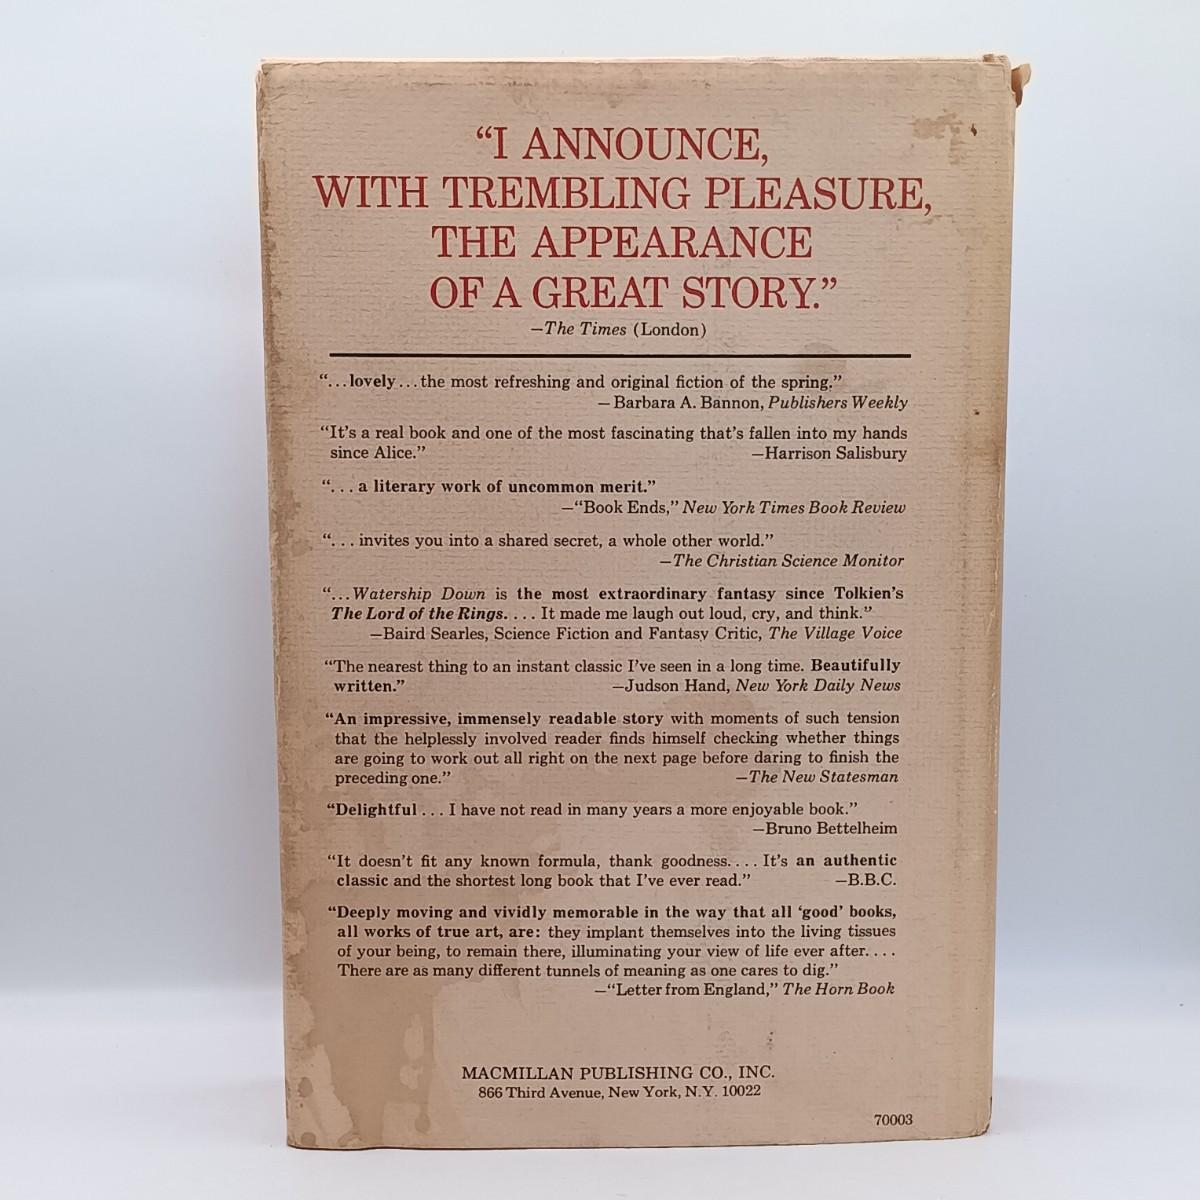 “I ANNOUNCE,
WITH TREMBLING PLEASURE,
THE APPEARANCE
OF A GREAT STORY.”
—The Times (London)
“...lovely...the most refreshing and original fiction of the spring.”
—Barbara A. Bannon, Publishers Weekly
“It's a real book and one of the most fascinating that's fallen into my hands
since Alice.” —Harrison Salisbury
“... a literary work of uncommon merit.”
—“Book Ends,” New York Times Book Review
“... invites you into a shared secret, a whole other world.”
—The Christian Science Monitor
“...Watership Down is the most extraordinary fantasy since Tolkien's
The Lord of the Rings.... It made me laugh out loud, cry, and think.”
—Baird Searles, Science Fiction and Fantasy Critic, The Village Voice
“The nearest thing to an instant classic I've seen in a long time. Beautifully
written.” —Judson Hand, New York Daily News
“An impressive, immensely readable story with moments of such tension
that the helplessly involved reader finds himself checking whether things
are going to work out all right on the next page before daring to finish the
preceding one.” —The New Statesman
“Delightful... I have not read in many years a more enjoyable book.”
—Bruno Bettelheim
“It doesn't fit any known formula, thank goodness.... It's an authentic
classic and the shortest long book that I've ever read.” —B.B.C.
“Deeply moving and vividly memorable in the way that all ‘good’ books,
all works of true art, are: they implant themselves into the living tissues
of your being, to remain there, illuminating your view of life ever after....
There are as many different tunnels of meaning as one cares to dig.”
—“Letter from England,” The Horn Book
MACMILLAN PUBLISHING CO., INC.
866 Third Avenue, New York, N.Y. 10022
70003